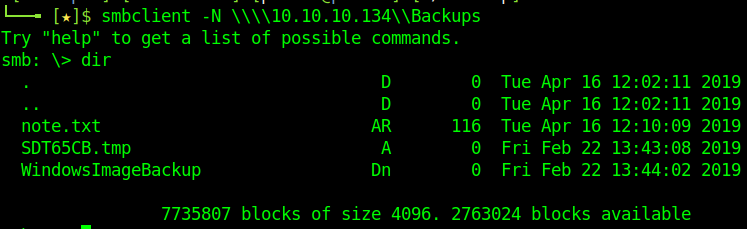 [★]$ smbclient -N \\\\10.10.10.134\\Backups
Try "help" to get a list of possible commands.
smb: \> dir
. D 0 Tue Apr 16 12:02:11 2019
.. D 0 Tue Apr 16 12:02:11 2019
note.txt AR 116 Tue Apr 16 12:10:09 2019
SDT65CB.tmp A 0 Fri Feb 22 13:43:08 2019
WindowsImageBackup Dn 0 Fri Feb 22 13:44:02 2019
7735807 blocks of size 4096. 2763024 blocks available